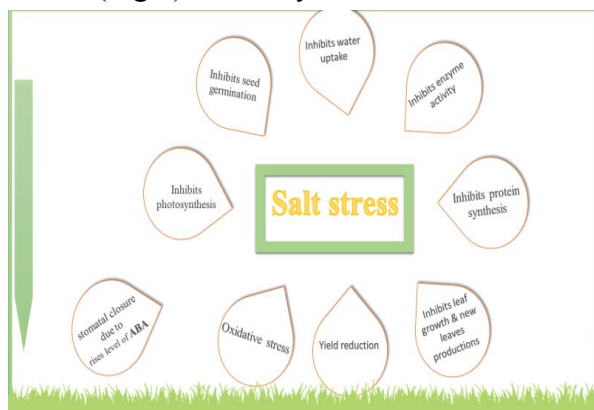 Inhibits water
uptake
Inhibits seed
germination
Inhibits enzyme
activity
Inhibits
photosynthesis
Salt stress
Inhibits protein
synthesis
stomatal closure
due to
rises level of ABA
Oxidative stress
Yield reduction
Inhibits leaf
growth & new
leaves
productions